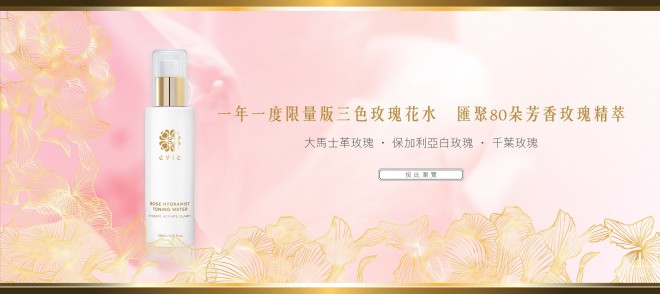 一年一度限量版三色玫瑰花水　匯聚80朵芳香玫瑰精萃
大馬士革玫瑰 · 保加利亞白玫瑰 · 千葉玫瑰
按此瀏覽
evie
ROSE HYDRAMIST
TONING WATER